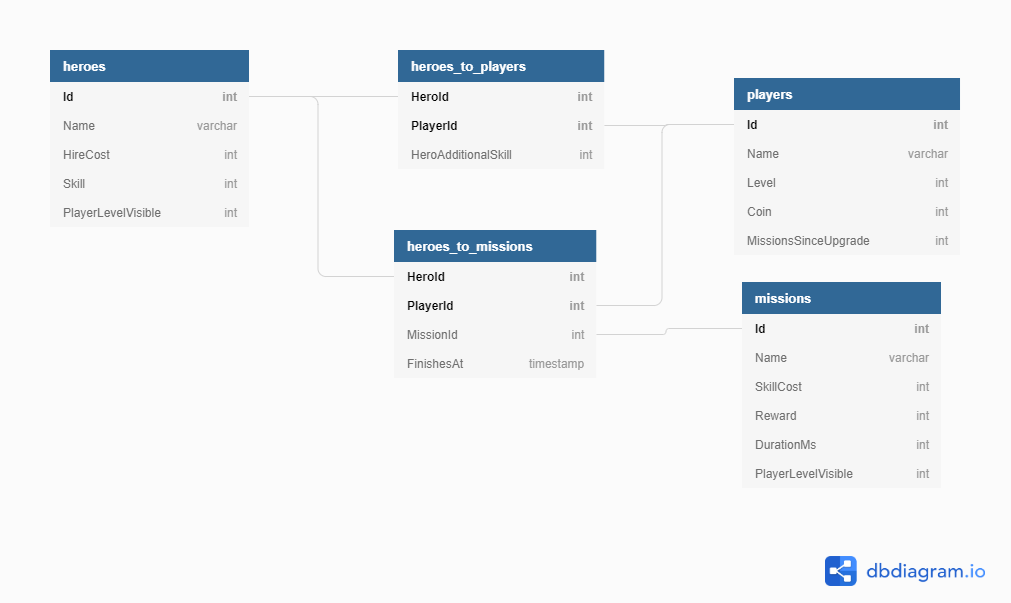 heroes
Id int
Name varchar
HireCost int
Skill int
PlayerLevelVisible int
heroes_to_players
HeroId int
PlayerId int
HeroAdditionalSkill int
heroes_to_missions
HeroId int
PlayerId int
MissionId int
FinishesAt timestamp
players
Id int
Name varchar
Level int
Coin int
MissionsSinceUpgrade int
missions
Id int
Name varchar
SkillCost int
Reward int
DurationMs int
PlayerLevelVisible int
dbdiagram.io